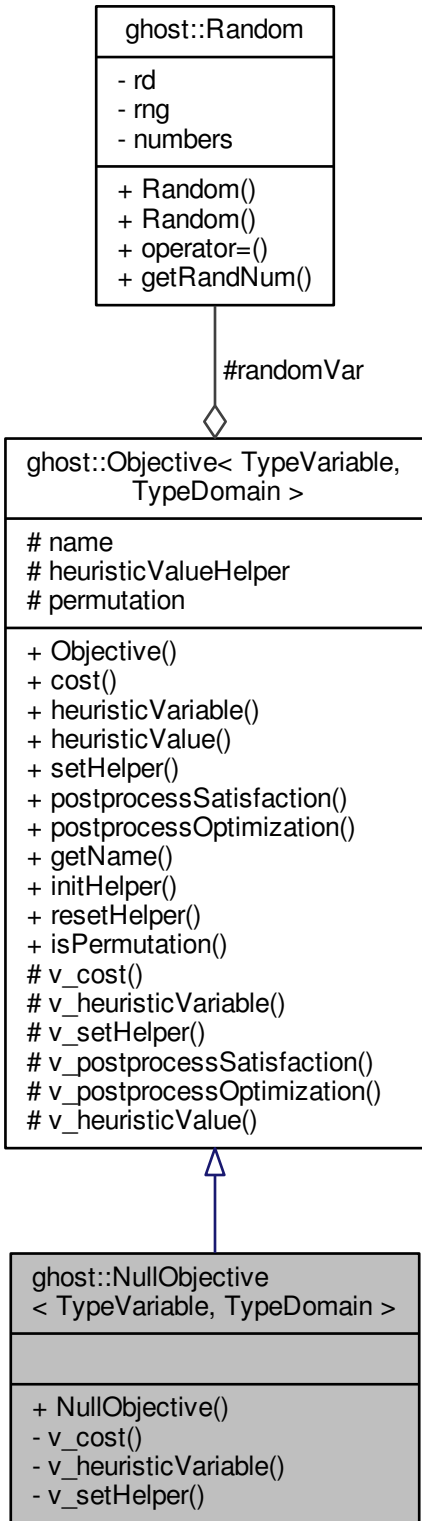 ghost::Random
- rd
- rng
- numbers
+ Random()
+ Random()
+ operator=()
+ getRandNum()
#randomVar
ghost::Objective< TypeVariable,
TypeDomain >
# name
# heuristicValueHelper
# permutation
+ Objective()
+ cost()
+ heuristicVariable()
+ heuristicValue()
+ setHelper()
+ postprocessSatisfaction()
+ postprocessOptimization()
+ getName()
+ initHelper()
+ resetHelper()
+ isPermutation()
# v_cost()
# v_heuristicVariable()
# v_setHelper()
# v_postprocessSatisfaction()
# v_postprocessOptimization()
# v_heuristicValue()
ghost::NullObjective
< TypeVariable, TypeDomain >
+ NullObjective()
- v_cost()
- v_heuristicVariable()
- v_setHelper()